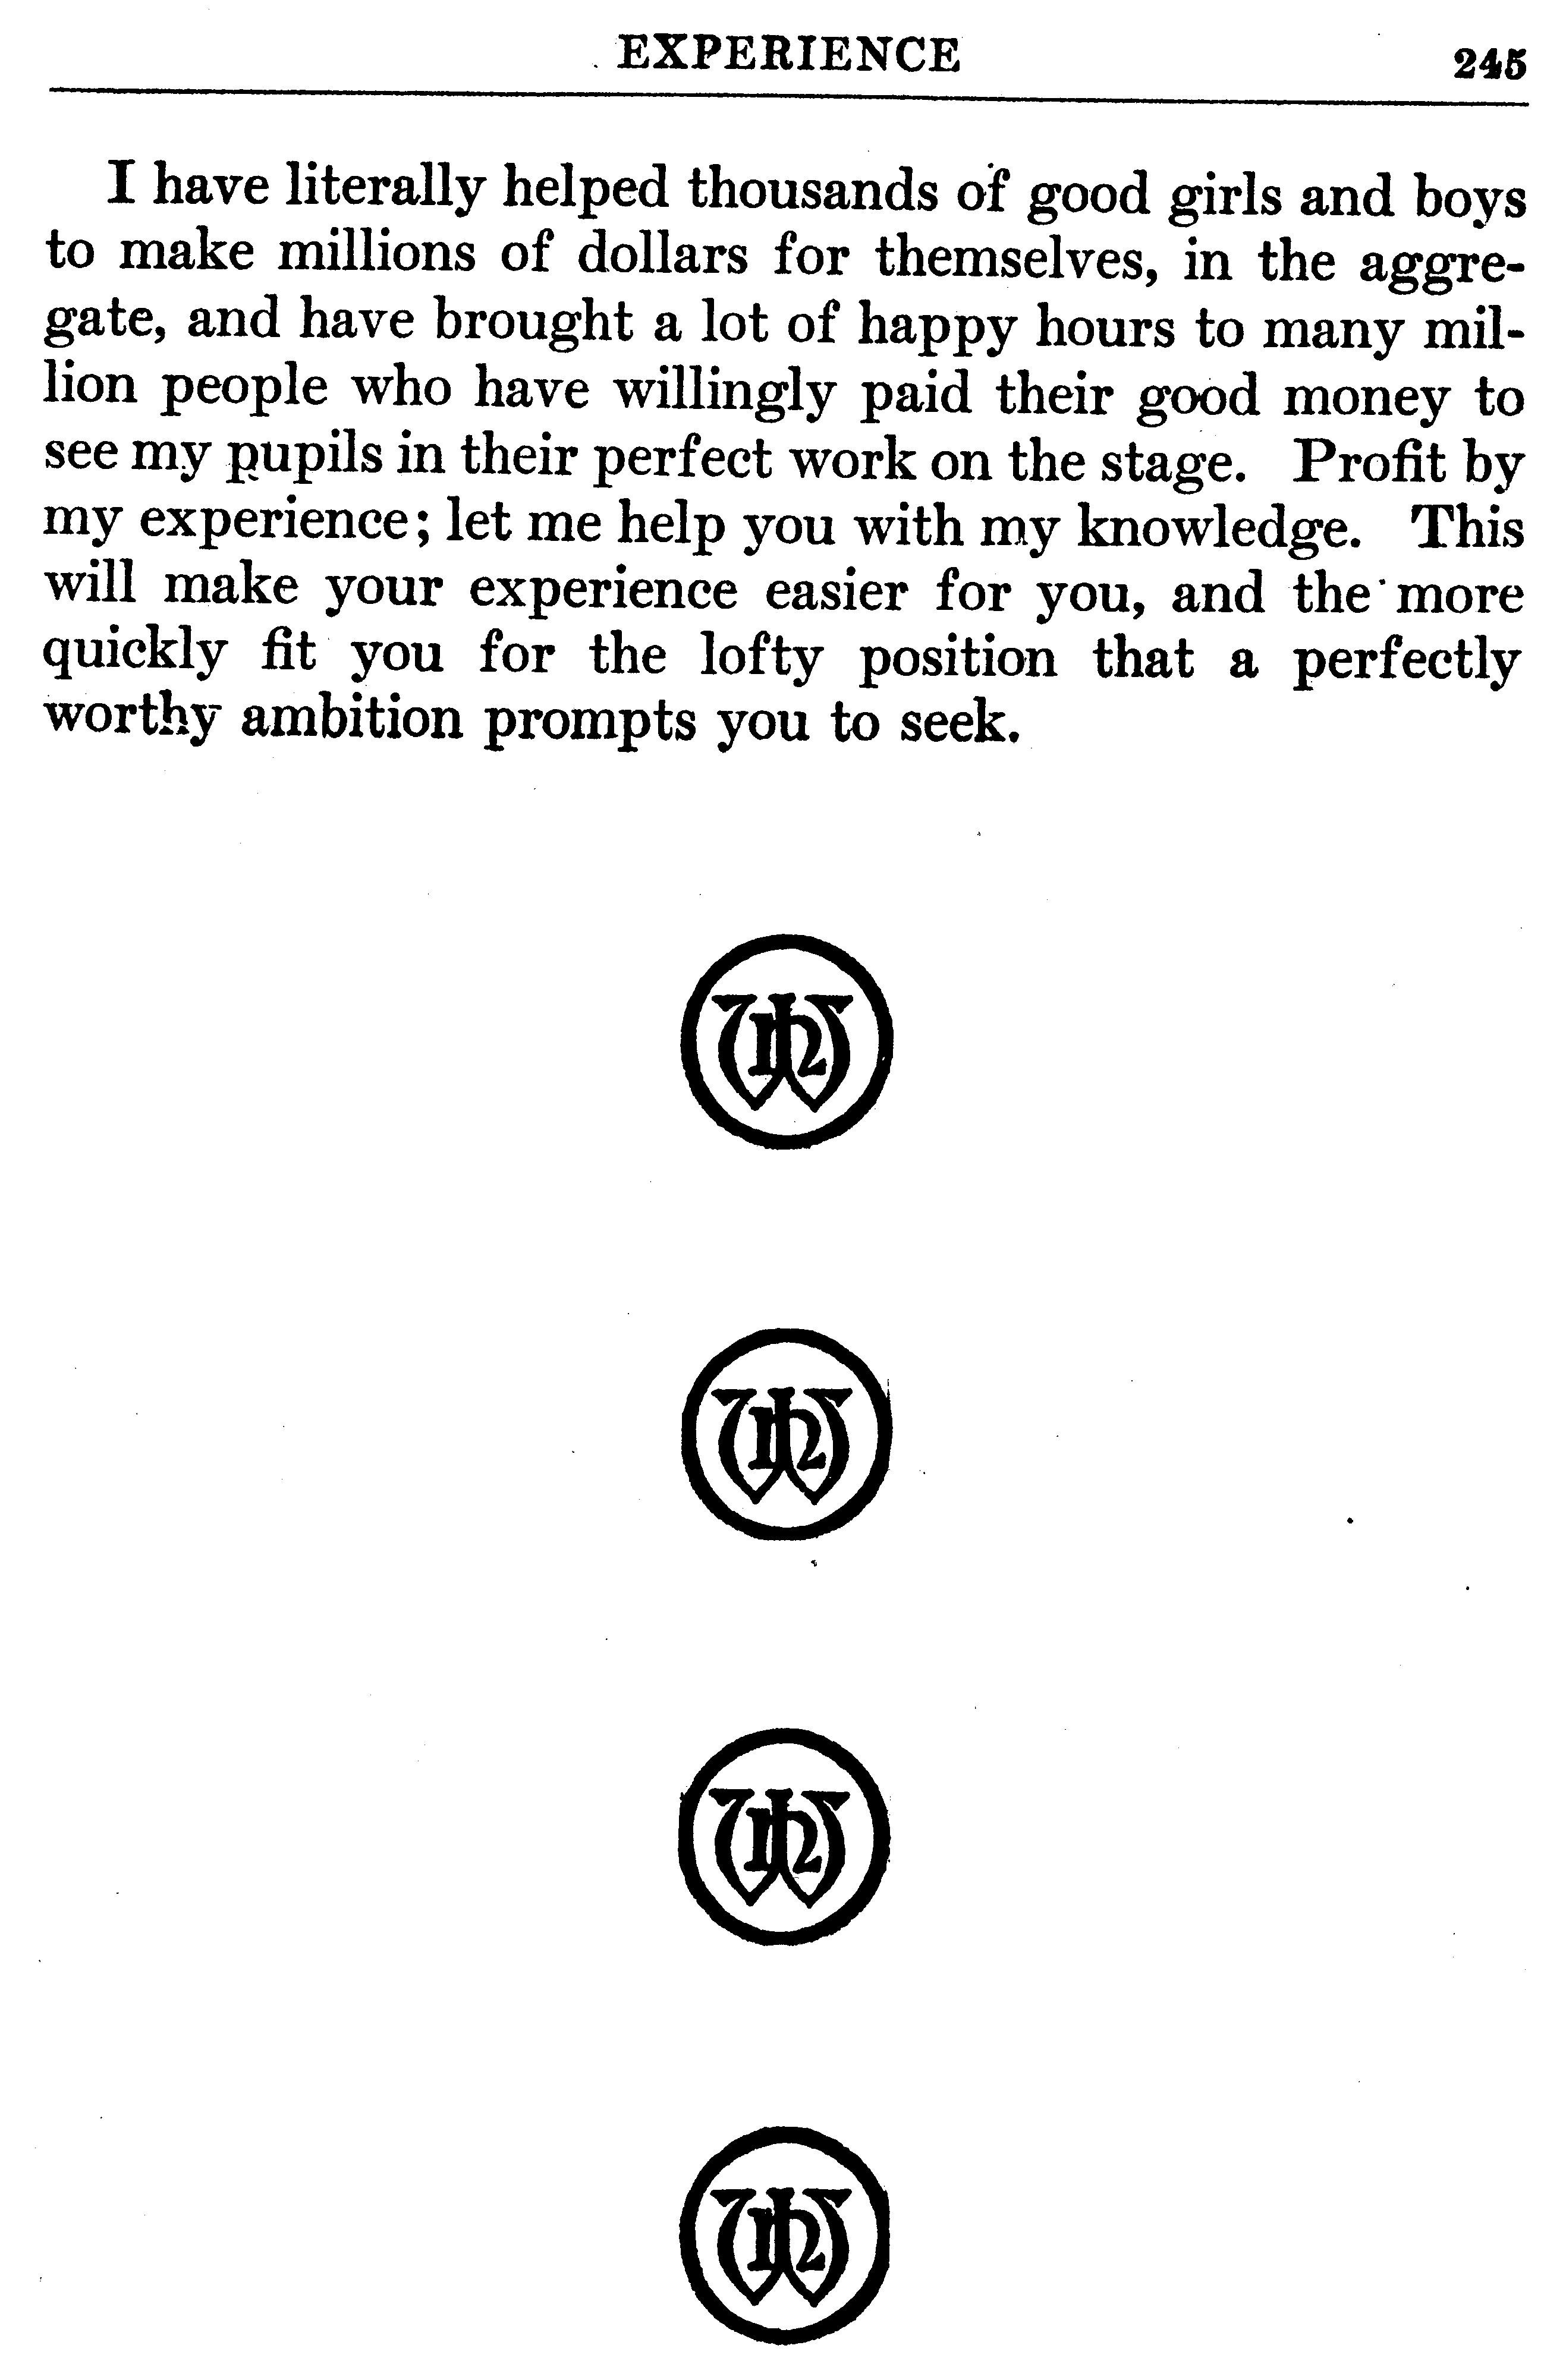 EXPERIENCE 245
I have literally helped thousands of good girls and boys
to make millions of dollars for themselves, in the aggre-
gate, and have brought a lot of happy hours to many mil-
lion people who have willingly paid their good money to
see my pupils in their perfect work on the stage. Profit by
my experience; let me help you with my knowledge. This
will make your experience easier for you, and the more
quickly fit you for the lofty position that a perfectly
worthy ambition prompts you to seek.